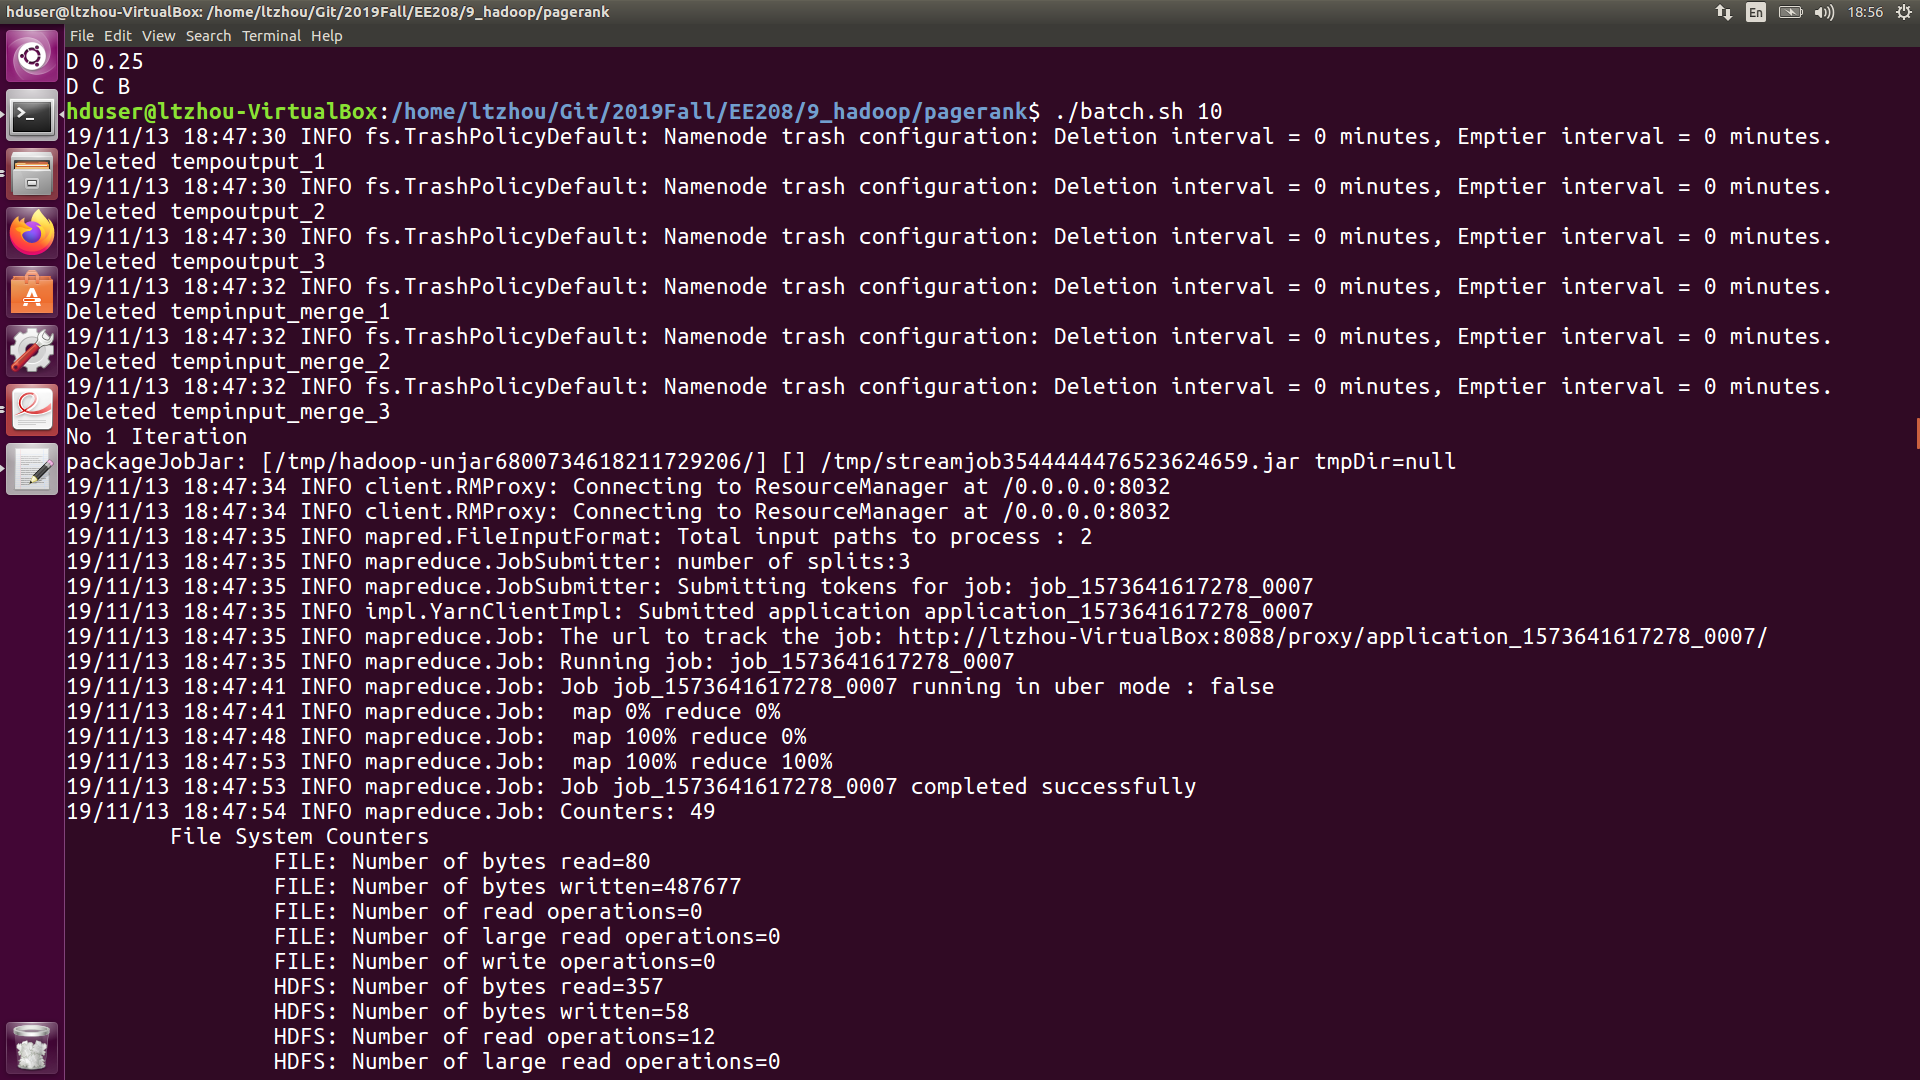 hduser@ltzhou-VirtualBox: /home/ltzhou/Git/2019Fall/EE208/9_hadoop/pagerank
En
18:56
File Edit View Search Terminal Help
D 0.25
D C B
hduser@ltzhou-VirtualBox:/home/ltzhou/Git/2019Fall/EE208/9_hadoop/pagerank$ ./batch.sh 10
19/11/13 18:47:30 INFO fs.TrashPolicyDefault: Namenode trash configuration: Deletion interval = 0 minutes, Emptier interval = 0 minutes.
Deleted tempoutput_1
19/11/13 18:47:30 INFO fs.TrashPolicyDefault: Namenode trash configuration: Deletion interval = 0 minutes, Emptier interval = 0 minutes.
Deleted tempoutput_2
19/11/13 18:47:30 INFO fs.TrashPolicyDefault: Namenode trash configuration: Deletion interval = 0 minutes, Emptier interval = 0 minutes.
Deleted tempoutput_3
19/11/13 18:47:32 INFO fs.TrashPolicyDefault: Namenode trash configuration: Deletion interval = 0 minutes, Emptier interval = 0 minutes.
Deleted tempinput_merge_1
19/11/13 18:47:32 INFO fs.TrashPolicyDefault: Namenode trash configuration: Deletion interval = 0 minutes, Emptier interval = 0 minutes.
Deleted tempinput_merge_2
19/11/13 18:47:32 INFO fs.TrashPolicyDefault: Namenode trash configuration: Deletion interval = 0 minutes, Emptier interval = 0 minutes.
Deleted tempinput_merge_3
No 1 Iteration
packageJobJar: [/tmp/hadoop-unjar6800734618211729206/] [] /tmp/streamjob3544444476523624659.jar tmpDir=null
19/11/13 18:47:34 INFO client.RMProxy: Connecting to ResourceManager at /0.0.0.0:8032
19/11/13 18:47:34 INFO client.RMProxy: Connecting to ResourceManager at /0.0.0.0:8032
19/11/13 18:47:35 INFO mapred.FileInputFormat: Total input paths to process : 2
19/11/13 18:47:35 INFO mapreduce.JobSubmitter: number of splits:3
19/11/13 18:47:35 INFO mapreduce.JobSubmitter: Submitting tokens for job: job_1573641617278_0007
19/11/13 18:47:35 INFO impl.YarnClientImpl: Submitted application application_1573641617278_0007
19/11/13 18:47:35 INFO mapreduce.Job: The url to track the job: http://ltzhou-VirtualBox:8088/proxy/application_1573641617278_0007/
19/11/13 18:47:35 INFO mapreduce.Job: Running job: job_1573641617278_0007
19/11/13 18:47:41 INFO mapreduce.Job: Job job_1573641617278_0007 running in uber mode : false
19/11/13 18:47:41 INFO mapreduce.Job:  map 0% reduce 0%
19/11/13 18:47:48 INFO mapreduce.Job:  map 100% reduce 0%
19/11/13 18:47:53 INFO mapreduce.Job:  map 100% reduce 100%
19/11/13 18:47:53 INFO mapreduce.Job: Job job_1573641617278_0007 completed successfully
19/11/13 18:47:54 INFO mapreduce.Job: Counters: 49
File System Counters
FILE: Number of bytes read=80
FILE: Number of bytes written=487677
FILE: Number of read operations=0
FILE: Number of large read operations=0
FILE: Number of write operations=0
HDFS: Number of bytes read=357
HDFS: Number of bytes written=58
HDFS: Number of read operations=12
HDFS: Number of large read operations=0